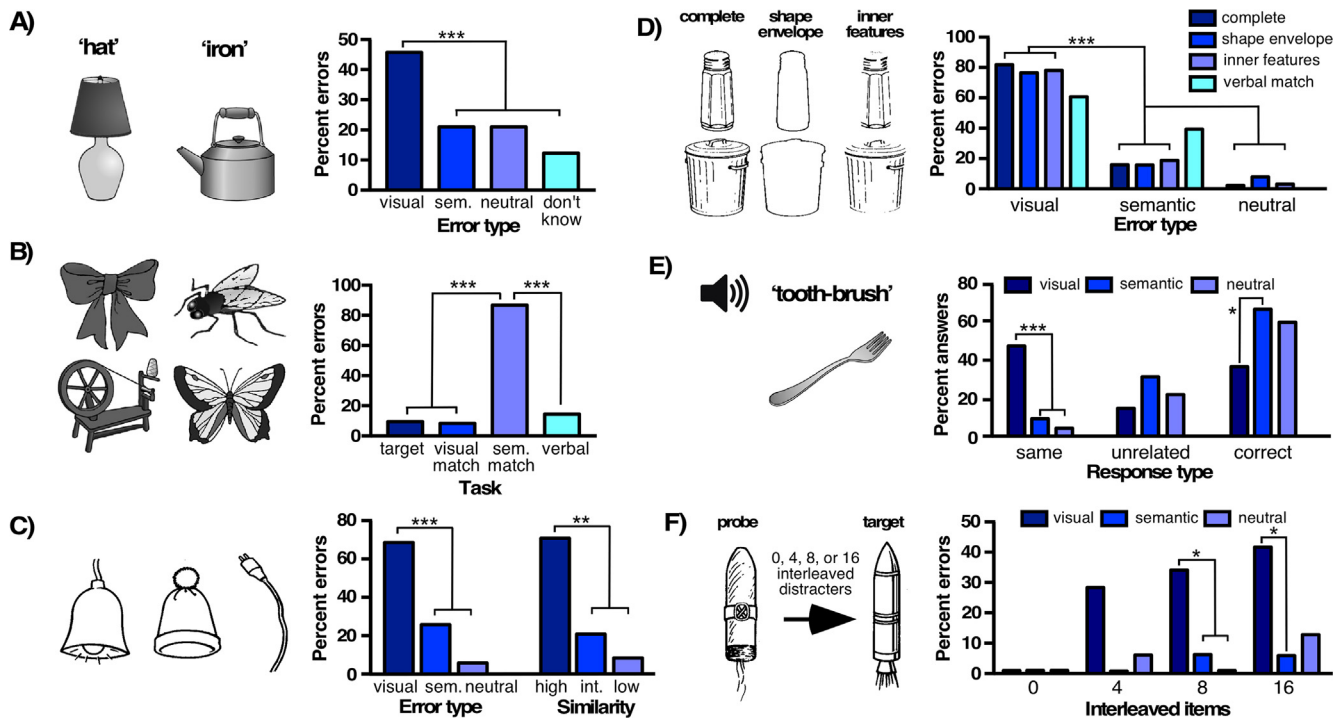 A)
‘hat’
‘iron’
Percent errors
50
40
30
20
10
0
***
visual
sem.
neutral
don't
know
Error type
B)
Percent errors
100
80
60
40
20
0
***
***
target
visual
match
sem.
match
verbal
Task
C)
Percent errors
80
60
40
20
0
***
**
visual
sem.
neutral
high
int.
low
Error type
Similarity
D)
complete
shape
envelope
inner
features
complete
shape envelope
inner features
verbal match
Percent errors
100
80
60
40
20
0
***
visual
semantic
neutral
Error type
E)
‘tooth-brush’
Percent answers
80
60
40
20
0
visual
semantic
neutral
***
*
same
unrelated
correct
Response type
F)
probe
target
0, 4, 8, or 16
interleaved
distracters
Percent errors
50
40
30
20
10
0
visual
semantic
neutral
*
*
0
4
8
16
Interleaved items